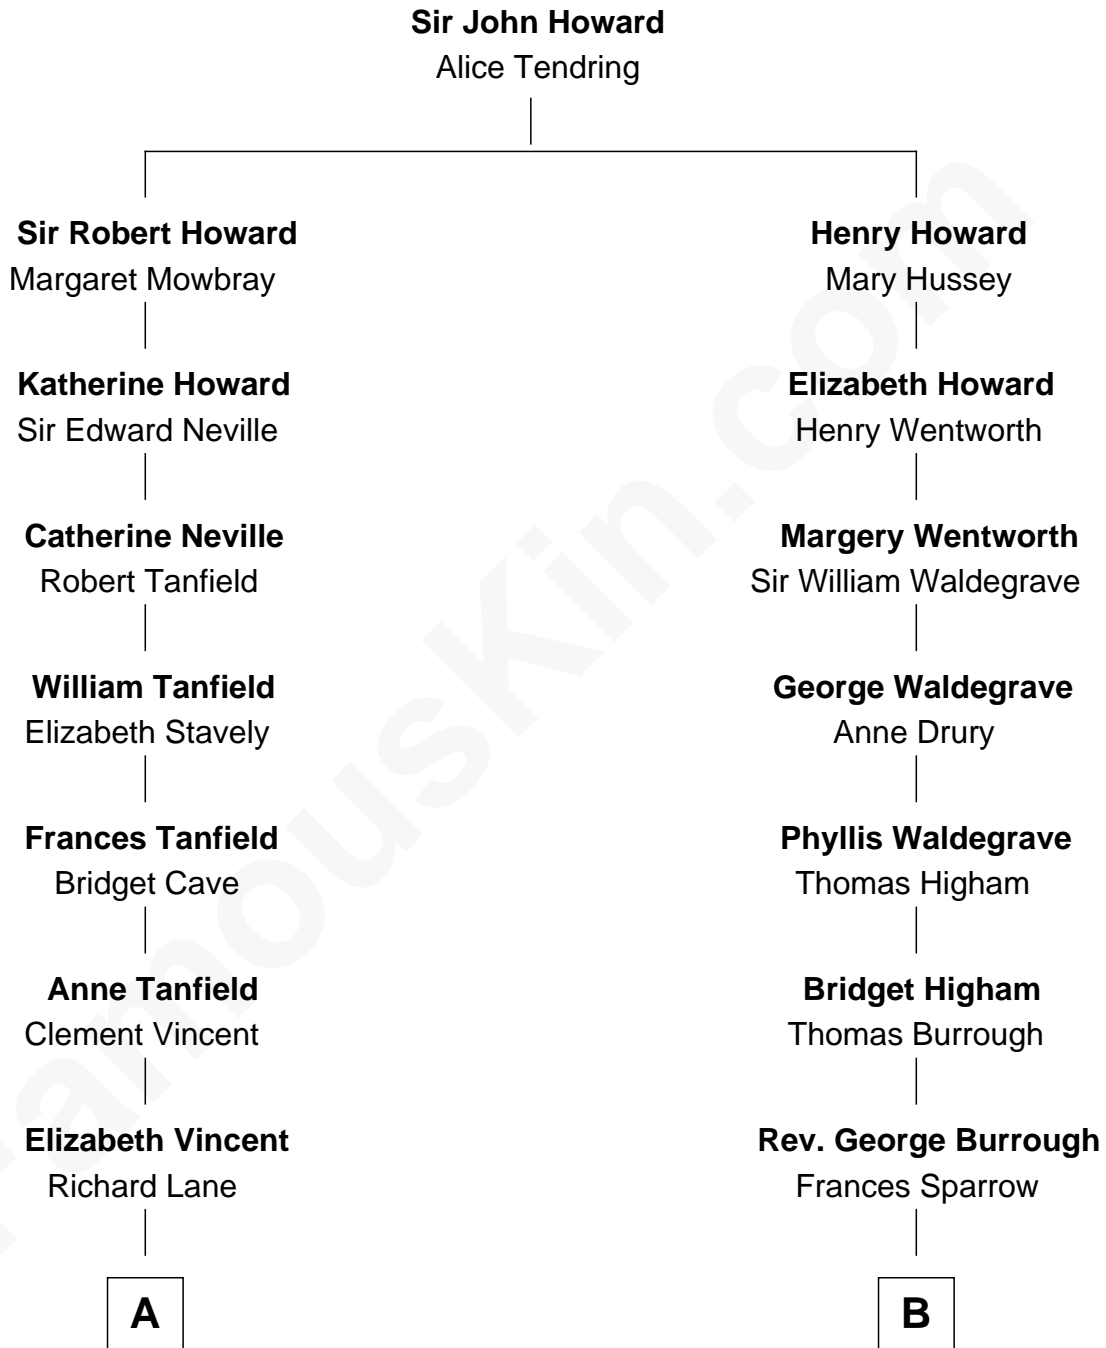 Sir John Howard
Alice Tendring
Sir Robert Howard
Margaret Mowbray
Henry Howard
Mary Hussey
Katherine Howard
Sir Edward Neville
Elizabeth Howard
Henry Wentworth
Catherine Neville
Robert Tanfield
Margery Wentworth
Sir William Waldegrave
William Tanfield
Elizabeth Stavely
George Waldegrave
Anne Drury
Frances Tanfield
Bridget Cave
Phyllis Waldegrave
Thomas Higham
Anne Tanfield
Clement Vincent
Bridget Higham
Thomas Burrough
Elizabeth Vincent
Richard Lane
Rev. George Burrough
Frances Sparrow
A
B
FamousKin.com